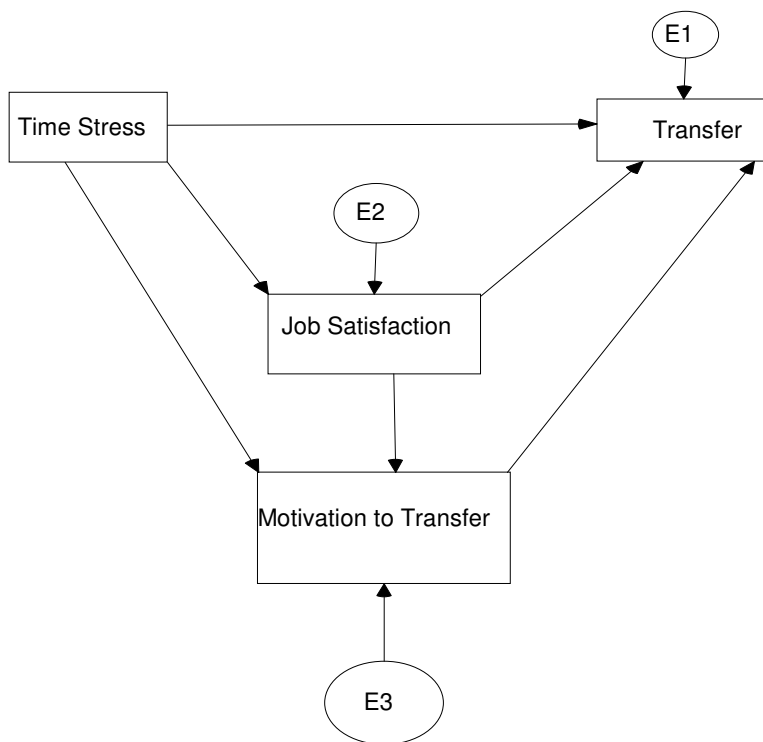 E1
Time Stress
Transfer
E2
Job Satisfaction
Motivation to Transfer
E3